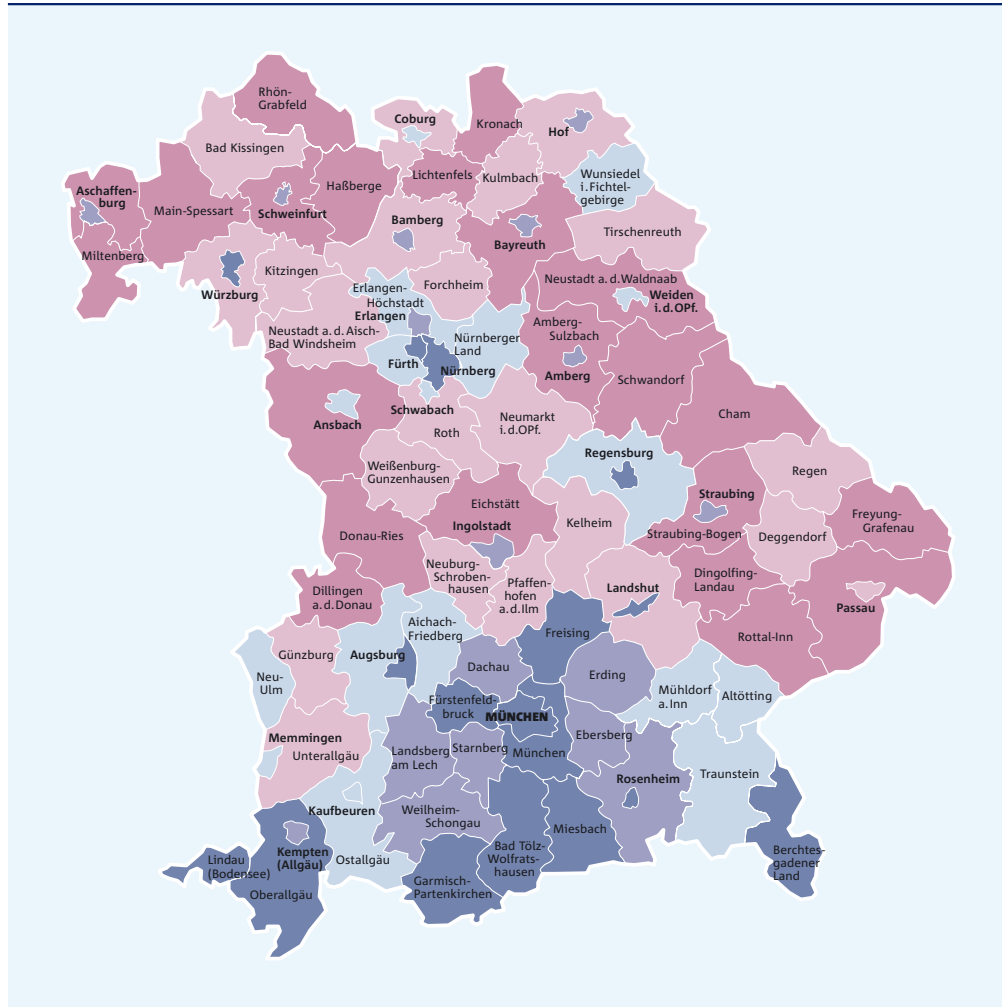 Rhön-
Grabfeld
Coburg
Kronach
Hof
Bad Kissingen
Lichtenfels
Kulmbach
Wunsiedel
i. Fichtel-
gebirge
Aschaffen-
burg
Main-Spessart
Schweinfurt
Haßberge
Bamberg
Bayreuth
Tirschenreuth
Miltenberg
Würzburg
Kitzingen
Forchheim
Erlangen-
Höchstadt
Erlangen
Neustadt a.d.Waldnaab
Weiden
i.d.OPf.
Neustadt a.d.Aisch-
Bad Windsheim
Fürth
Nürnberger
Land
Nürnberg
Amberg-
Sulzbach
Amberg
Schwandorf
Cham
Ansbach
Schwabach
Roth
Neumarkt
i.d.OPf.
Regensburg
Regen
Weißenburg-
Gunzenhausen
Eichstätt
Ingolstadt
Kelheim
Straubing
Straubing-Bogen
Deggendorf
Freyung-
Grafenau
Donau-Ries
Neuburg-
Schroben-
hausen
Pfaffen-
hofen
a.d.Ilm
Landshut
Dingolfing-
Landau
Passau
Dillingen
a.d.Donau
Aichach-
Friedberg
Freising
Rottal-Inn
Günzburg
Augsburg
Dachau
Erding
Neu-
Ulm
Fürstenfeld-
bruck
MÜNCHEN
Mühldorf
a.Inn
Altötting
Memmingen
Unterallgäu
Landsberg
am Lech
Starnberg
München
Ebersberg
Rosenheim
Traunstein
Kaufbeuren
Weilheim-
Schongau
Miesbach
Kempten
(Allgäu)
Ostallgäu
Bad Tölz-
Wolfrats-
hausen
Berchtes-
gadener
Land
Lindau
(Bodensee)
Oberallgäu
Garmisch-
Partenkirchen